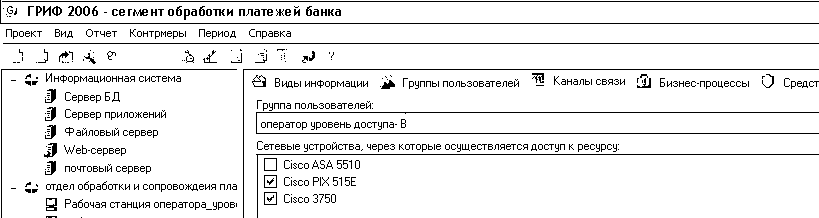 ГРИФ 2006 - сегмент обработки платежей банка
Проект Вид Отчет Контрмеры Период Справка
Информационная система
Сервер БД
Сервер приложений
Файловый сервер
Web-сервер
почтовый сервер
отдел обработки и сопровождеия пла
Рабочая станция оператора_уров
Виды информации Группы пользователей Каналы связи Бизнес-процессы Средст
Группа пользователей:
оператор уровень доступа- В
Сетевые устройства, через которые осуществляется доступ к ресурсу:
Cisco ASA 5510
Cisco PIX 515E
Cisco 3750